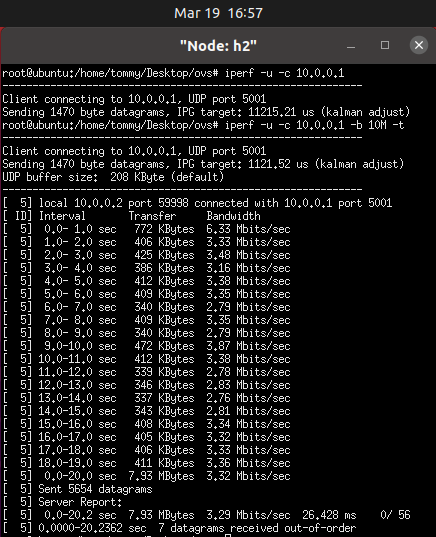 Mar 19 16:57
"Node: h2"
root@ubuntu:/home/tommy/Desktop/ovs# iperf -u -c 10.0.0.1
------------------------------------------------------------
Client connecting to 10.0.0.1, UDP port 5001
Sending 1470 byte datagrams, IPG target: 11215.21 us (kalman adjust)
root@ubuntu:/home/tommy/Desktop/ovs# iperf -u -c 10.0.0.1 -b 10M -t
------------------------------------------------------------
Client connecting to 10.0.0.1, UDP port 5001
Sending 1470 byte datagrams, IPG target: 1121.52 us (kalman adjust)
UDP buffer size: 208 KByte (default)
------------------------------------------------------------
[ 5] local 10.0.0.2 port 59998 connected with 10.0.0.1 port 5001
[ ID] Interval Transfer Bandwidth
[ 5] 0.0- 1.0 sec 772 KBytes 6.33 Mbits/sec
[ 5] 1.0- 2.0 sec 406 KBytes 3.33 Mbits/sec
[ 5] 2.0- 3.0 sec 425 KBytes 3.48 Mbits/sec
[ 5] 3.0- 4.0 sec 386 KBytes 3.16 Mbits/sec
[ 5] 4.0- 5.0 sec 412 KBytes 3.38 Mbits/sec
[ 5] 5.0- 6.0 sec 409 KBytes 3.35 Mbits/sec
[ 5] 6.0- 7.0 sec 340 KBytes 2.79 Mbits/sec
[ 5] 7.0- 8.0 sec 409 KBytes 3.35 Mbits/sec
[ 5] 8.0- 9.0 sec 340 KBytes 2.79 Mbits/sec
[ 5] 9.0-10.0 sec 472 KBytes 3.87 Mbits/sec
[ 5] 10.0-11.0 sec 412 KBytes 3.38 Mbits/sec
[ 5] 11.0-12.0 sec 339 KBytes 2.78 Mbits/sec
[ 5] 12.0-13.0 sec 346 KBytes 2.83 Mbits/sec
[ 5] 13.0-14.0 sec 337 KBytes 2.76 Mbits/sec
[ 5] 14.0-15.0 sec 343 KBytes 2.81 Mbits/sec
[ 5] 15.0-16.0 sec 408 KBytes 3.34 Mbits/sec
[ 5] 16.0-17.0 sec 405 KBytes 3.32 Mbits/sec
[ 5] 17.0-18.0 sec 406 KBytes 3.33 Mbits/sec
[ 5] 18.0-19.0 sec 411 KBytes 3.36 Mbits/sec
[ 5] 0.0-20.0 sec 7.93 MBytes 3.32 Mbits/sec
[ 5] Sent 5654 datagrams
[ 5] Server Report:
[ 5] 0.0-20.2 sec 7.93 MBytes 3.29 Mbits/sec 26.428 ms 0/ 56
[ 5] 0.0000-20.2362 sec 7 datagrams received out-of-order